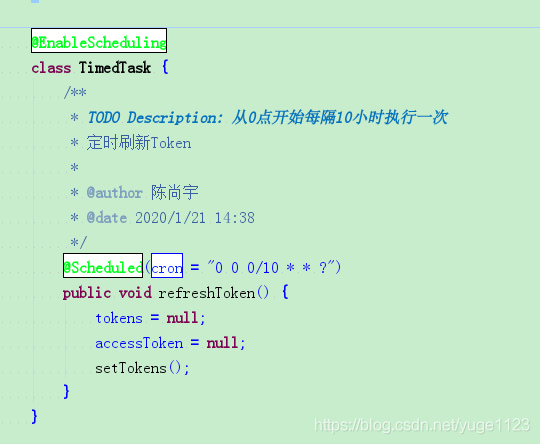 @EnableScheduling
class TimedTask {
/**
* TODO Description: 从0点开始每隔10小时执行一次
* 定时刷新Token
*
* @author 陈尚宇
* @date 2020/1/21 14:38
*/
@Scheduled(cron = "0 0 0/10 * * ?")
public void refreshToken() {
tokens = null;
accessToken = null;
setTokens();
}
}
https://blog.csdn.net/yuge1123